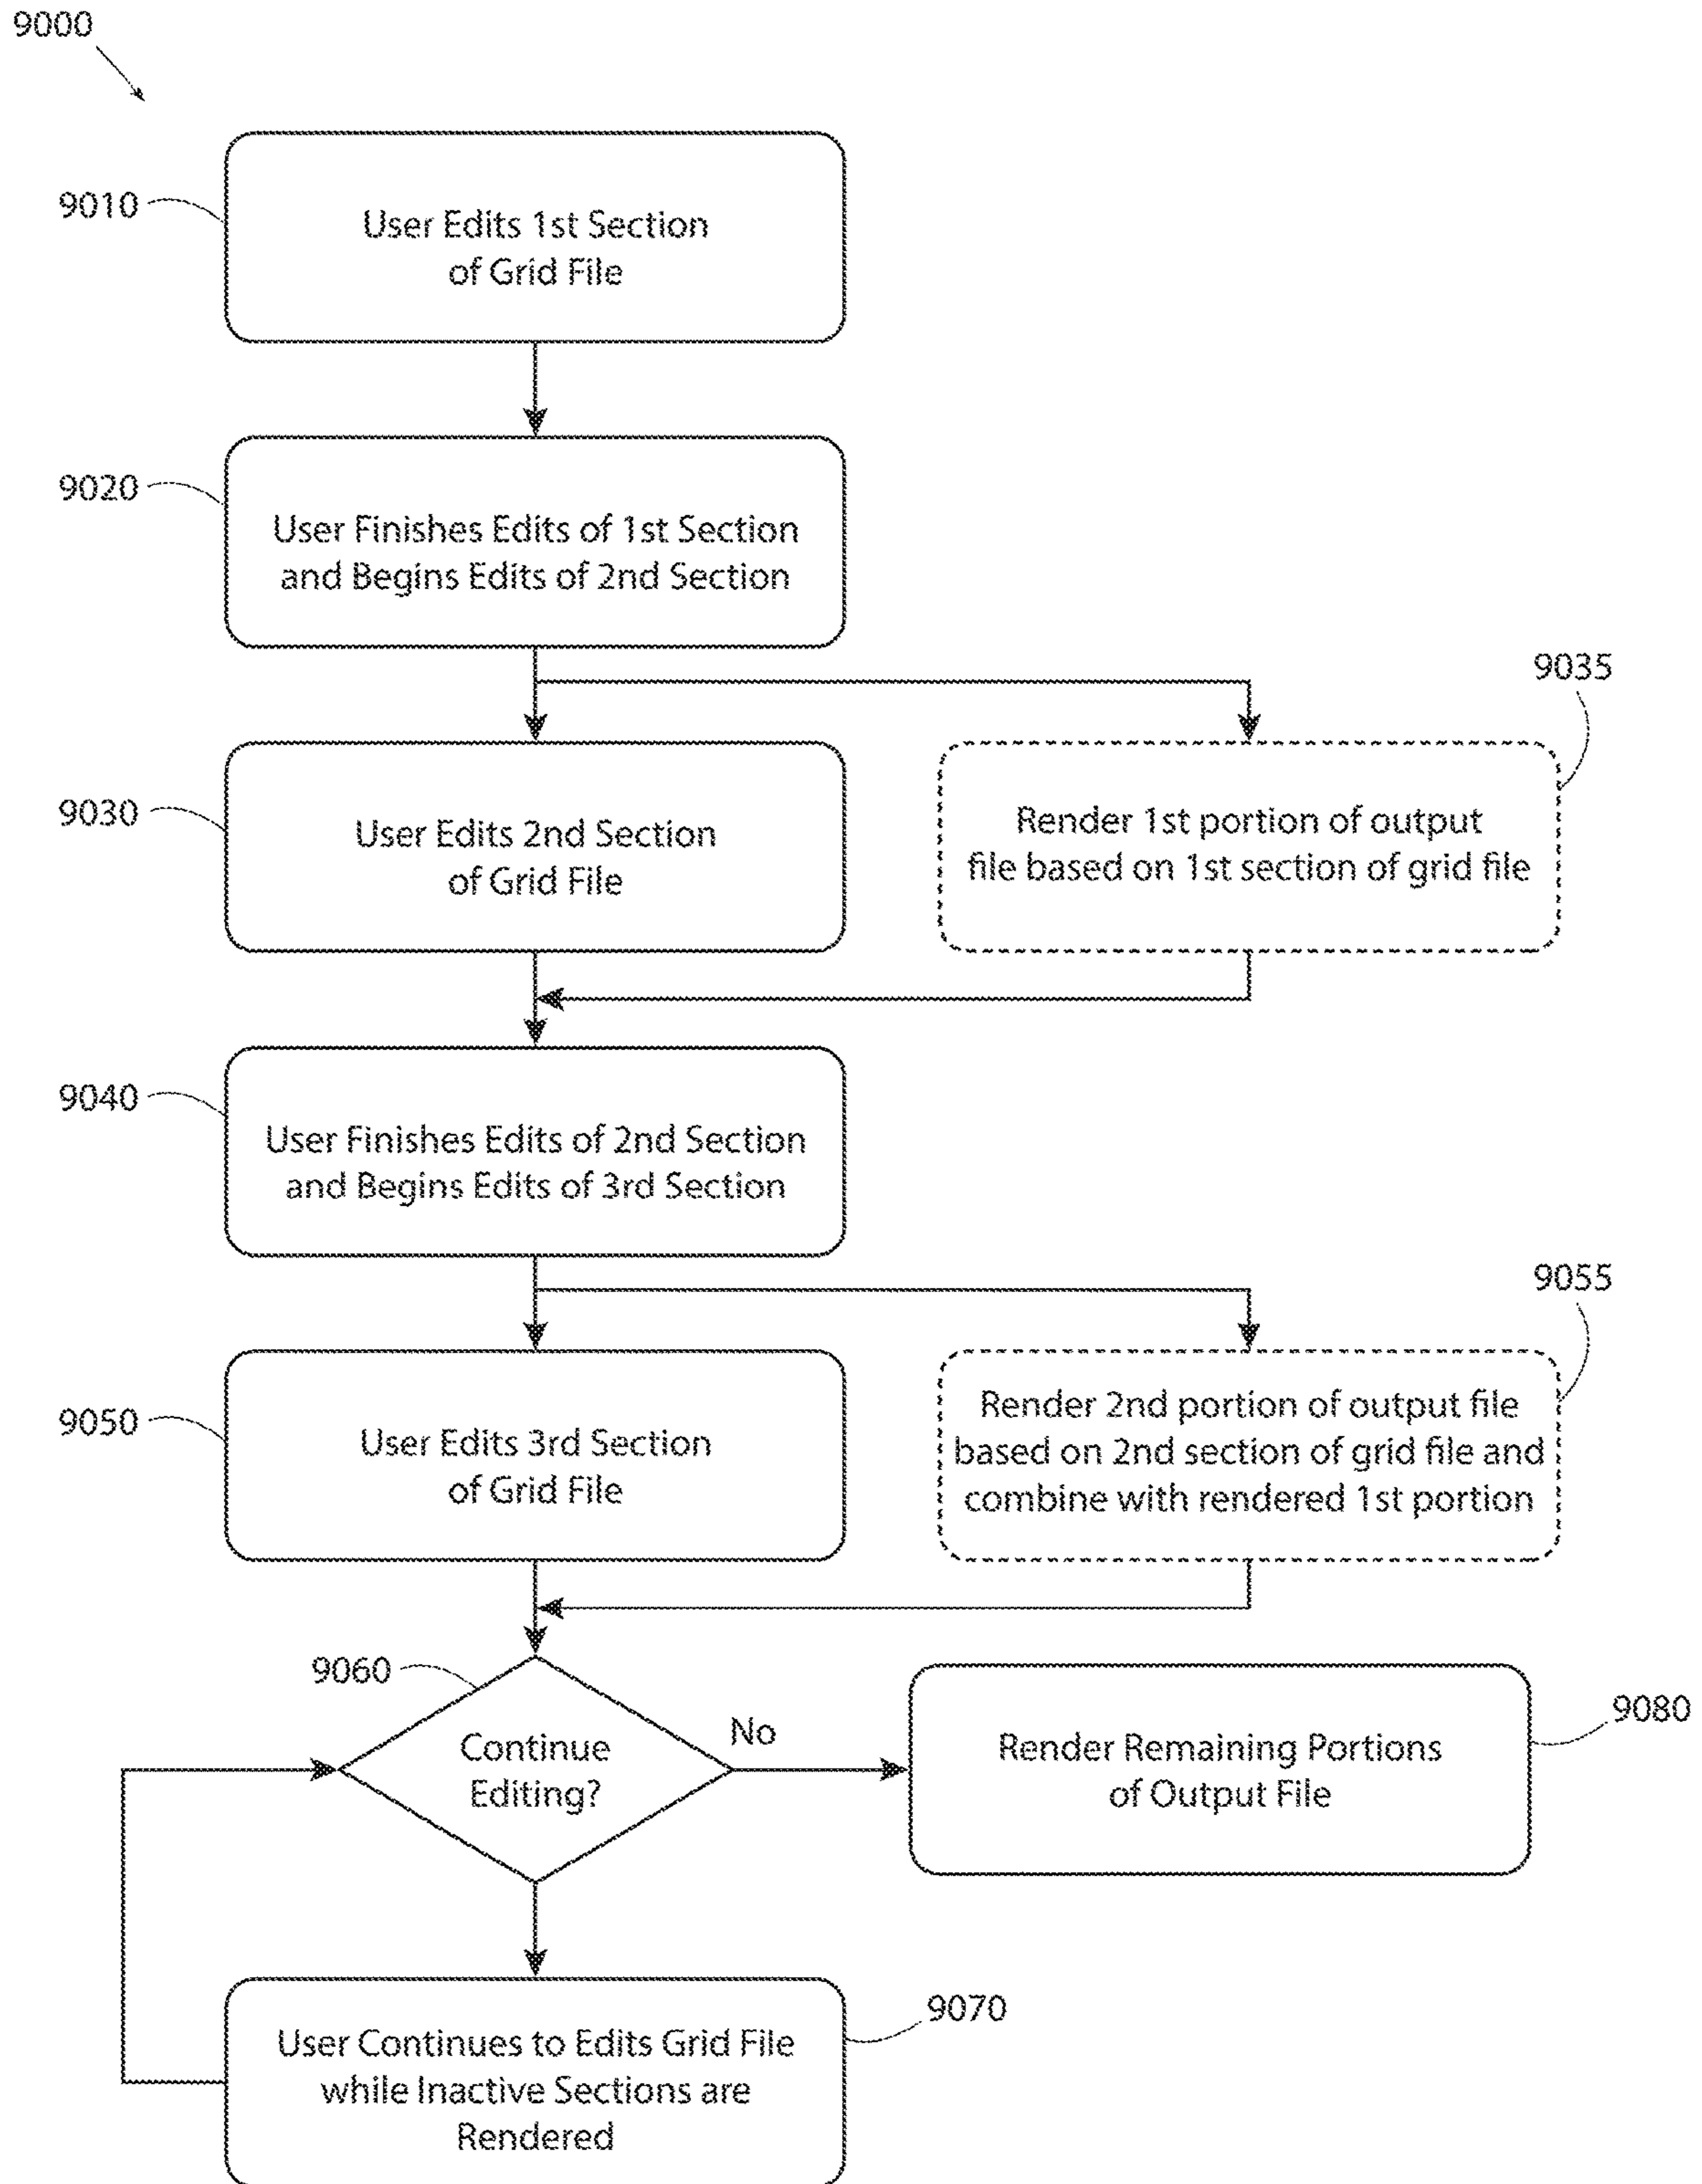 9000
9010
User Edits 1st Section
of Grid File
9020
User Finishes Edits of 1st Section
and Begins Edits of 2nd Section
9030
User Edits 2nd Section
of Grid File
9035
Render 1st portion of output
file based on 1st section of grid file
9040
User Finishes Edits of 2nd Section
and Begins Edits of 3rd Section
9050
User Edits 3rd Section
of Grid File
9055
Render 2nd portion of output file
based on 2nd section of grid file and
combine with rendered 1st portion
9060
Continue
Editing?
No
9080
Render Remaining Portions
of Output File
9070
User Continues to Edits Grid File
while Inactive Sections are
Rendered